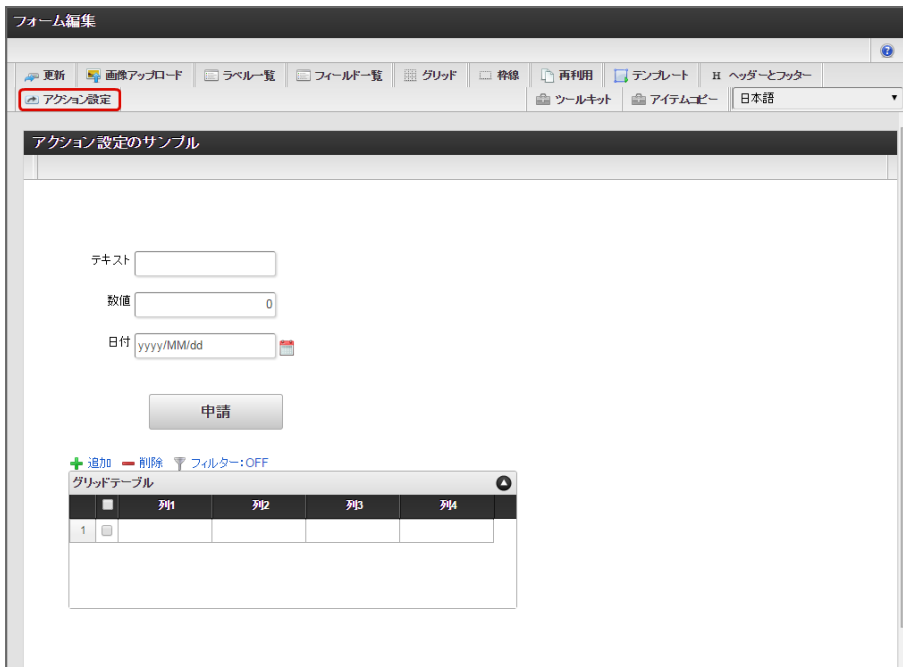 フォーム編集
更新 画像アップロード ラベル一覧 フィールド一覧 グリッド 枠線 再利用 テンプレート H ヘッダーとフッター
アクション設定 ツールキット アイテムコピー 日本語
アクション設定のサンプル
テキスト
数値 0
日付 yyyy/MM/dd
申請
追加 削除 フィルター:OFF
グリッドテーブル
列1 列2 列3 列4
1